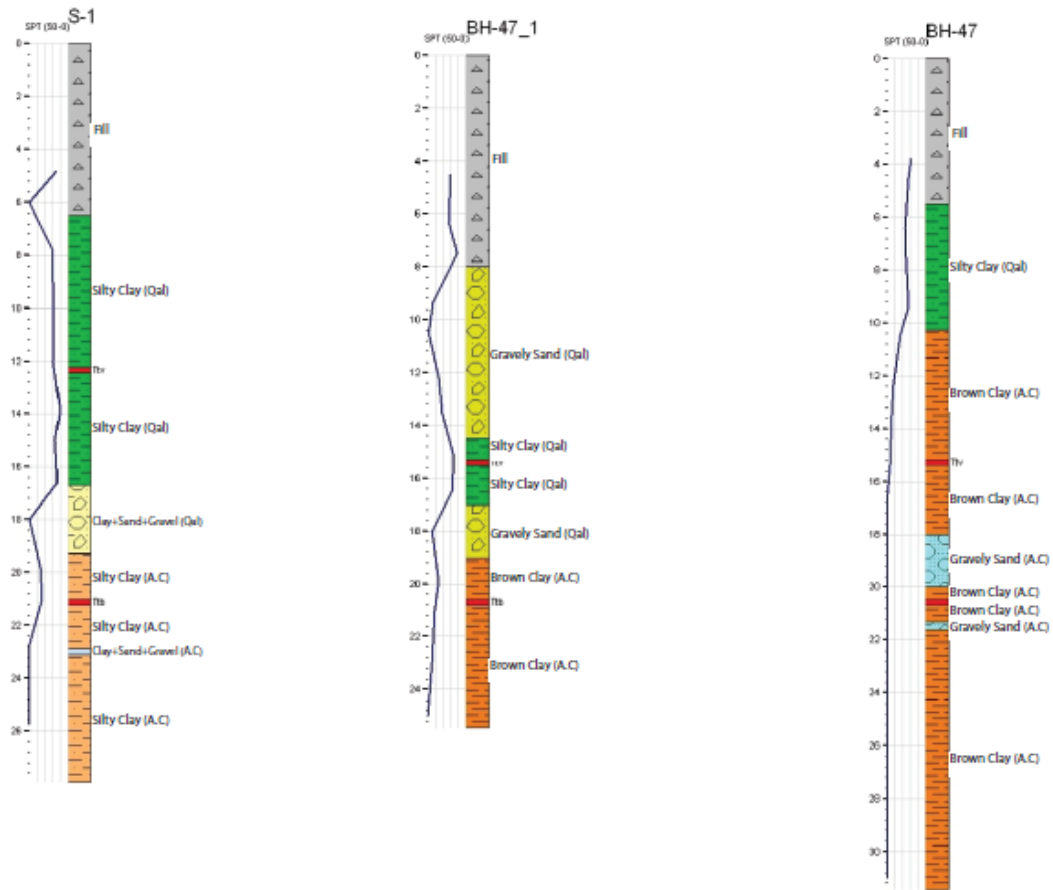 S-1
SPT (50-0)
0
2
4
6
8
10
12
14
16
18
20
22
24
26
Fill
Silty Clay (Qal)
Ttv
Silty Clay (Qal)
Clay+Sand+Gravel (Qal)
Silty Clay (A.C)
Ttb
Silty Clay (A.C)
Clay+Sand+Gravel (A.C)
Silty Clay (A.C)
BH-47_1
SPT (50-0)
0
2
4
6
8
10
12
14
16
18
20
22
24
Fill
Gravely Sand (Qal)
Silty Clay (Qal)
Silty Clay (Qal)
Gravely Sand (Qal)
Brown Clay (A.C)
Ttb
Brown Clay (A.C)
BH-47
SPT (50-0)
0
2
4
6
8
10
12
14
16
18
20
22
24
26
28
30
Fill
Silty Clay (Qal)
Brown Clay (A.C)
Ttv
Brown Clay (A.C)
Gravely Sand (A.C)
Brown Clay (A.C)
Brown Clay (A.C)
Gravely Sand (A.C)
Brown Clay (A.C)